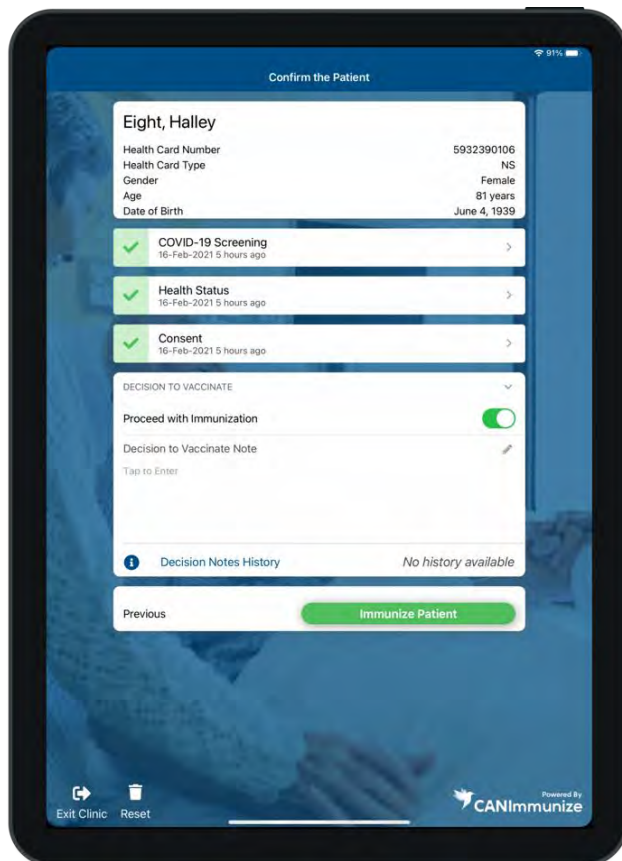 91%
Confirm the Patient
Eight, Halley
Health Card Number 5932390106
Health Card Type NS
Gender Female
Age 81 years
Date of Birth June 4, 1939
COVID-19 Screening
16-Feb-2021 5 hours ago
Health Status
16-Feb-2021 5 hours ago
Consent
16-Feb-2021 5 hours ago
DECISION TO VACCINATE
Proceed with Immunization
Decision to Vaccinate Note
Tap to Enter
Decision Notes History No history available
Previous Immunize Patient
Exit Clinic Reset
Powered By
CANImmunize